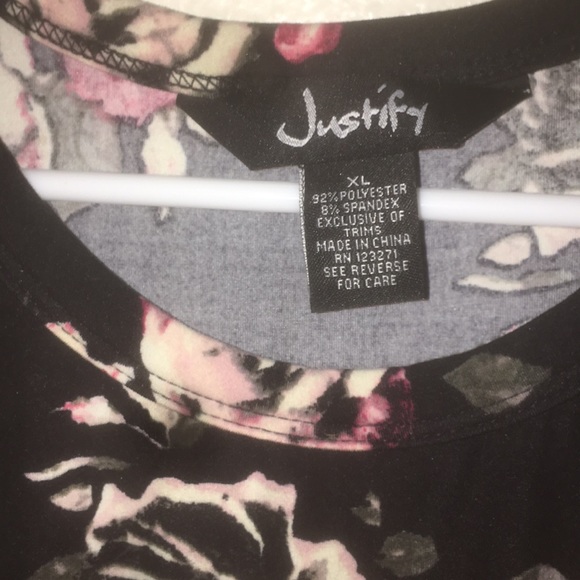 Justify
XL
92% POLYESTER
8% SPANDEX
EXCLUSIVE OF
TRIMS
MADE IN CHINA
RN 123271
SEE REVERSE
FOR CARE